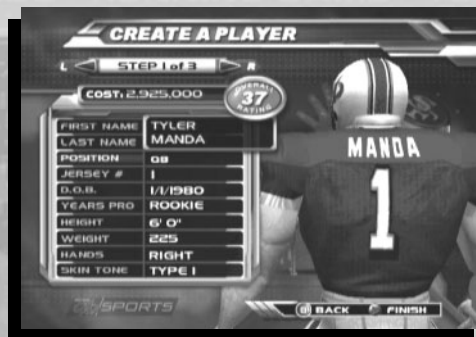 CREATE A PLAYER
L STEP 1 of 3 R
COST: 2,925,000
OVERALL 37 RATING
FIRST NAME TYLER
LAST NAME MANDA
POSITION QB
JERSEY # 1
D.O.B. 1/1/1980
YEARS PRO ROOKIE
HEIGHT 6' 0"
WEIGHT 225
HANDS RIGHT
SKIN TONE TYPE 1
MANDA
1
SPORTS
BACK FINISH